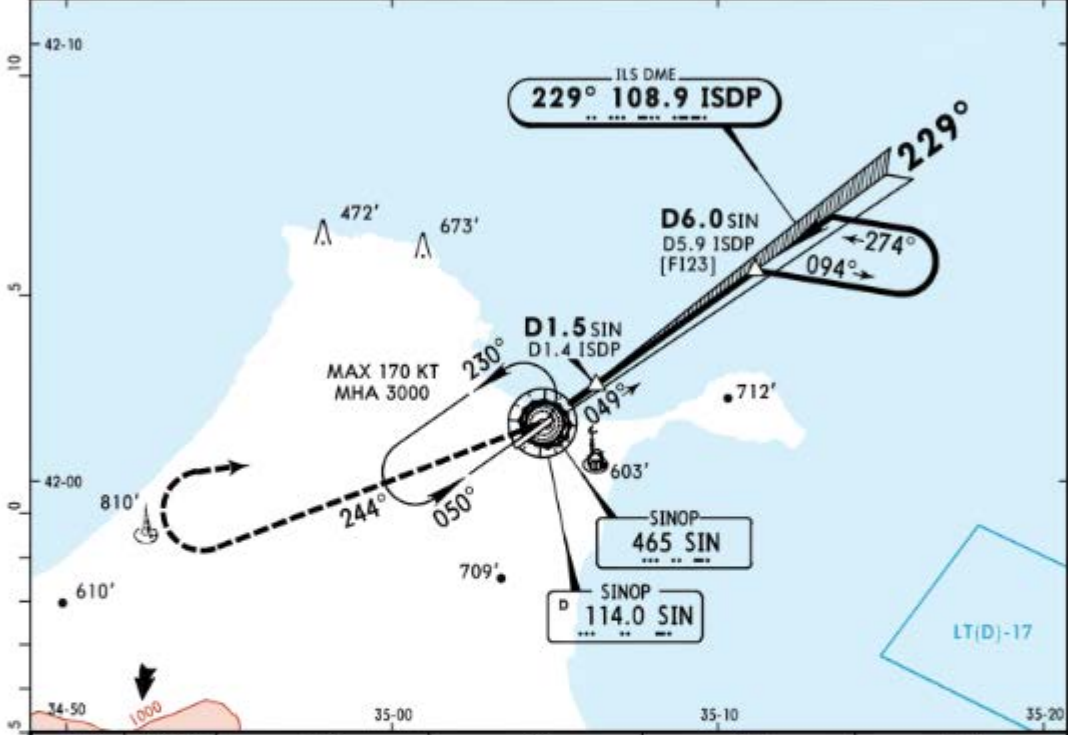 42-10
10
ILS DME
229° 108.9 ISDP
229°
472'
673'
D6.0 SIN
D5.9 ISDP
[FI23]
274°
094°
5
D1.5 SIN
D1.4 ISDP
230°
MAX 170 KT
MHA 3000
049°
712'
603'
42-00
0
810'
244°
050°
SINOP
465 SIN
709'
SINOP
D 114.0 SIN
610'
LT(D)-17
1000
5
34-50
35-00
35-10
35-20